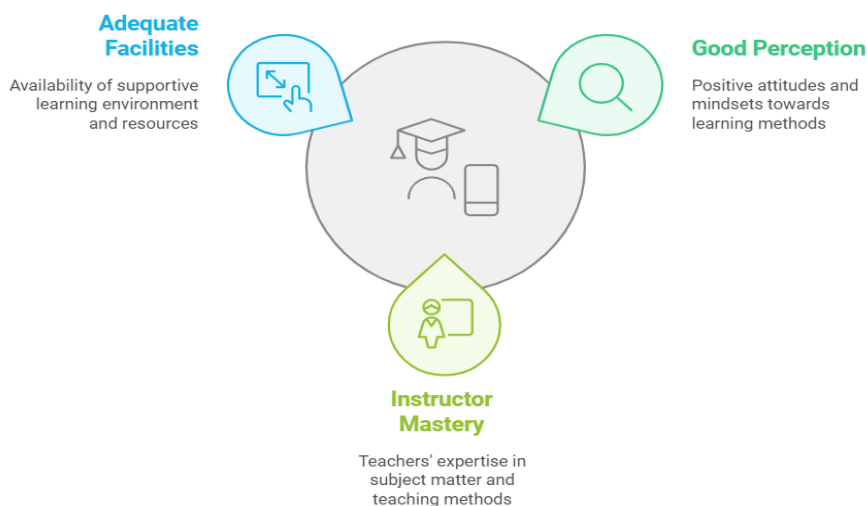 Adequate
Facilities
Availability of supportive
learning environment
and resources
Good Perception
Positive attitudes and
mindsets towards
learning methods
Instructor
Mastery
Teachers' expertise in
subject matter and
teaching methods